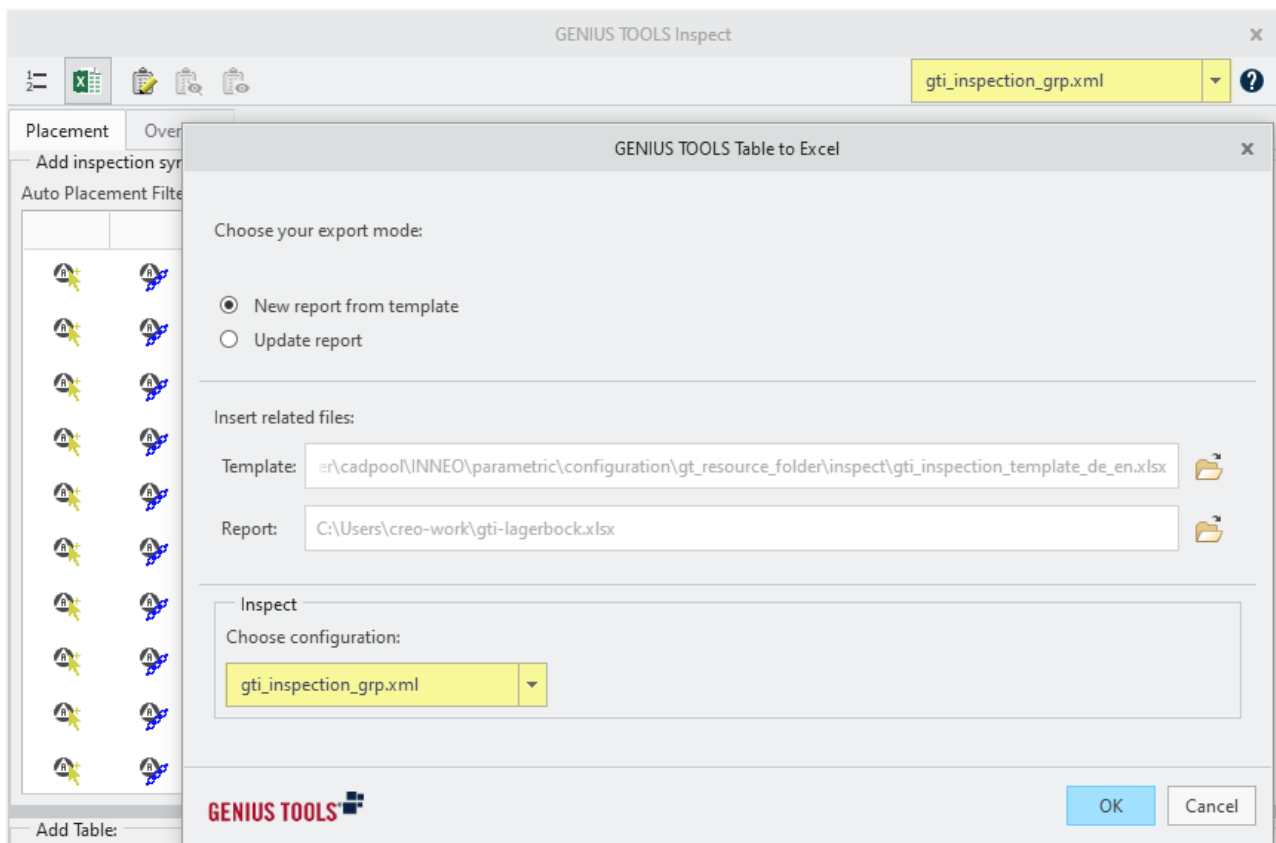 GENIUS TOOLS Inspect
gti_inspection_grp.xml
Placement
Over
Add inspection syr
Auto Placement Filte
GENIUS TOOLS Table to Excel
Choose your export mode:
New report from template
Update report
Insert related files:
Template: er\cadpool\INNEO\parametric\configuration\gt_resource_folder\inspect\gti_inspection_template_de_en.xlsx
Report: C:\Users\creo-work\gti-lagerbock.xlsx
Inspect
Choose configuration:
gti_inspection_grp.xml
GENIUS TOOLS
OK Cancel
Add Table: